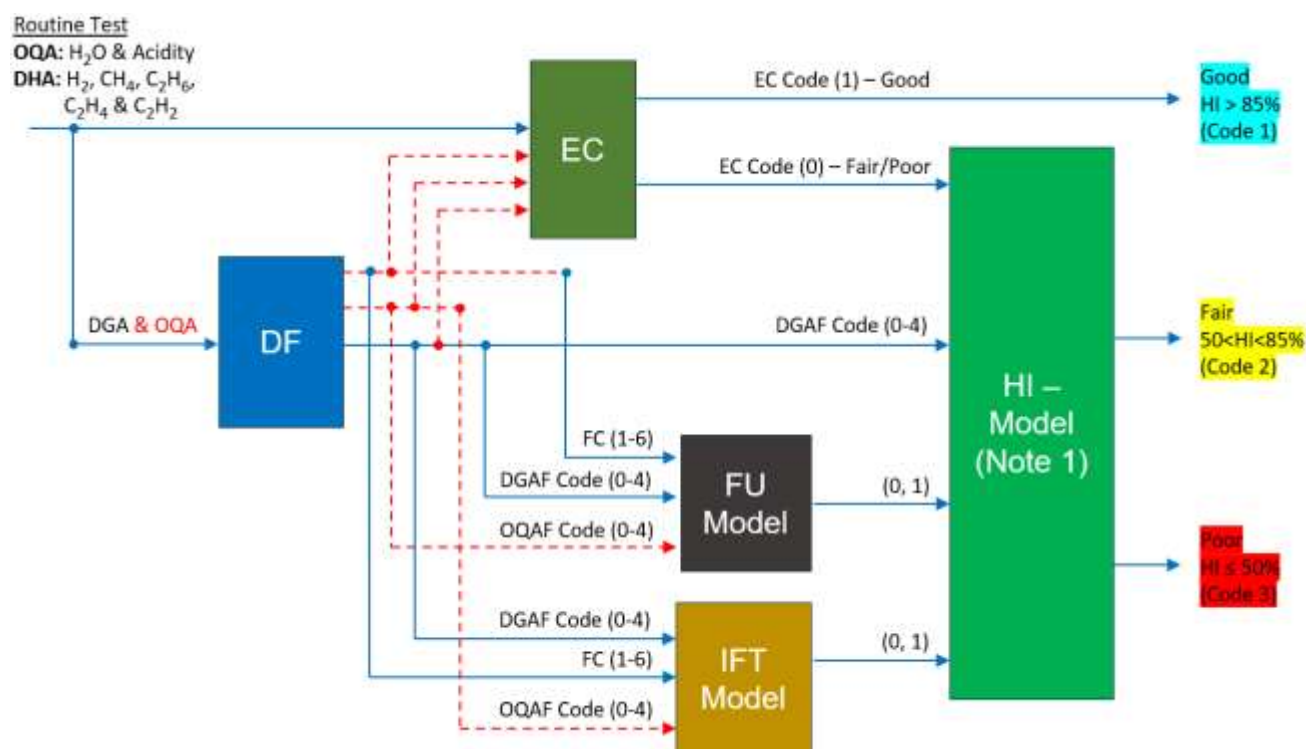 Routine Test
OQA: H₂O & Acidity
DHA: H₂, CH₄, C₂H₆,
C₂H₄ & C₂H₂
EC
EC Code (1) – Good
Good
HI > 85%
(Code 1)
EC Code (0) – Fair/Poor
DGA & OQA
DF
DGAF Code (0-4)
Fair
50<HI<85%
(Code 2)
HI –
Model
(Note 1)
FC (1-6)
DGAF Code (0-4)
OQAF Code (0-4)
FU
Model
(0, 1)
Poor
HI ≤ 50%
(Code 3)
DGAF Code (0-4)
FC (1-6)
OQAF Code (0-4)
IFT
Model
(0, 1)